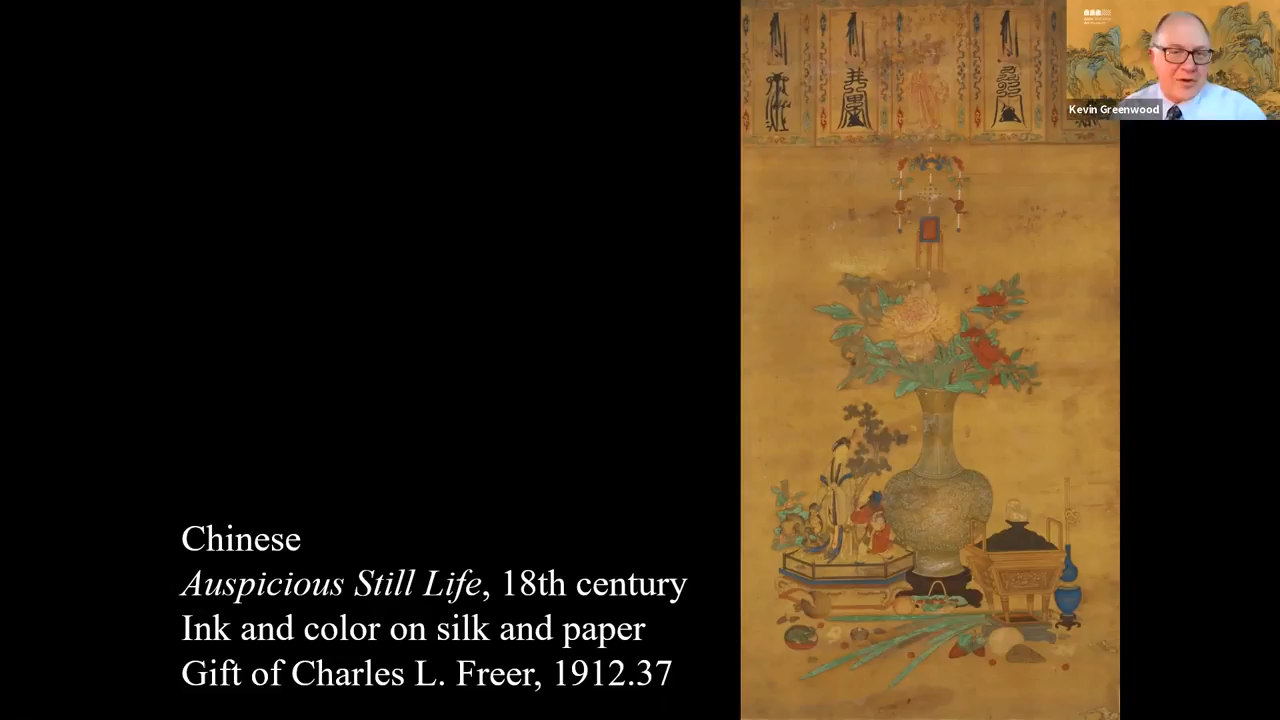 Kevin Greenwood
Chinese
Auspicious Still Life, 18th century
Ink and color on silk and paper
Gift of Charles L. Freer, 1912.37